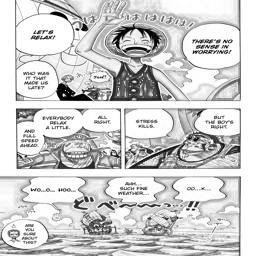 THERE'S NO
SENSE IN
WORRYING!
LET'S
RELAX!
WHO WAS IT
THAT MADE US
LATE?
BUT
THE BOY'S
RIGHT.
STRESS
KILLS.
ALL
RIGHT.
EVERYBODY
RELAX
A LITTLE.
AND
FULL
SPEED
AHEAD.
OO...K...
AHH...
SUCH FINE
WEATHER...
WO...O... HOO...
ARE YOU
SURE ABOUT
THIS?